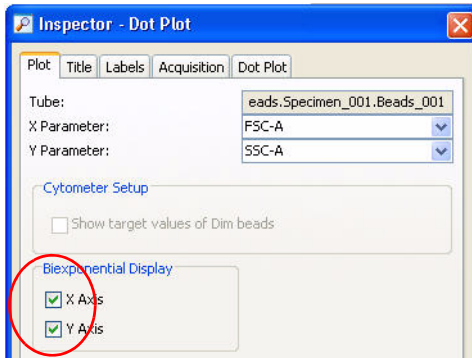 Inspector - Dot Plot
Plot Title Labels Acquisition Dot Plot
Tube: eads.Specimen_001.Beads_001
X Parameter: FSC-A
Y Parameter: SSC-A
Cytometer Setup
Show target values of Dim beads
Biexponential Display
X Axis
Y Axis